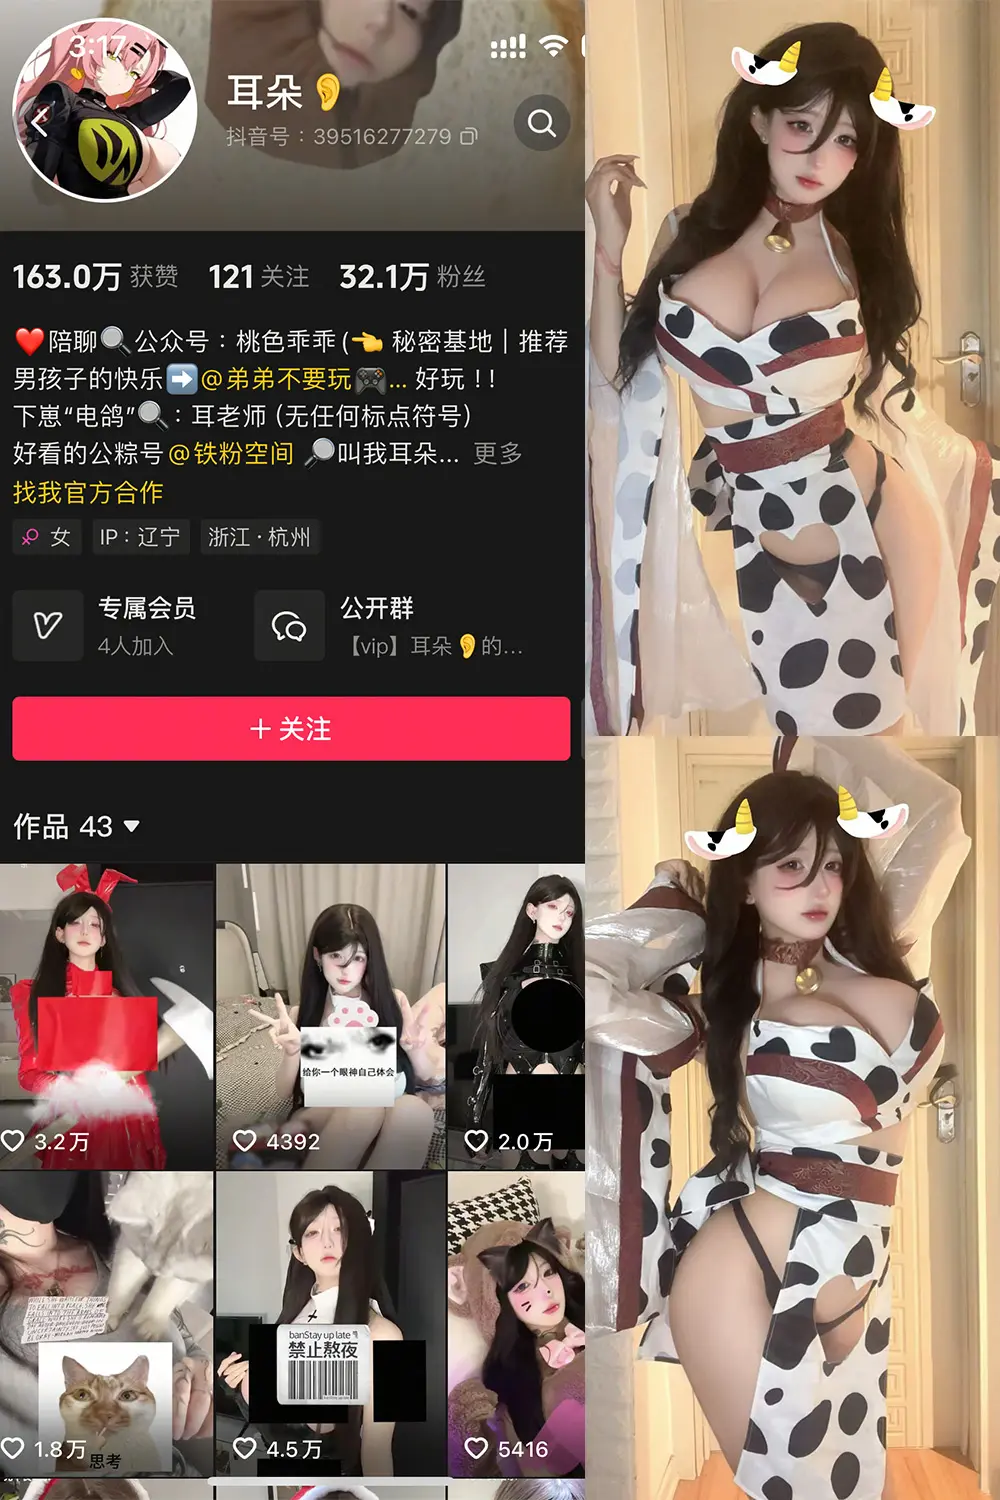 3:17
耳朵👂
抖音号：39516277279
163.0万 获赞 121 关注 32.1万 粉丝
❤️陪聊🔍公众号：桃色乖乖(👈 秘密基地｜推荐
男孩子的快乐➡️@弟弟不要玩🎮... 好玩 !!
下崽“电鸽”🔍：耳老师 (无任何标点符号)
好看的公粽号@铁粉空间 🔎叫我耳朵... 更多
找我官方合作
女 IP：辽宁 浙江·杭州
专属会员
4人加入
公开群
【vip】耳朵👂的...
＋关注
作品 43
给你一个眼神自己体会
3.2万
4392
2.0万
banStay up late
禁止熬夜
思考
1.8万
4.5万
5416